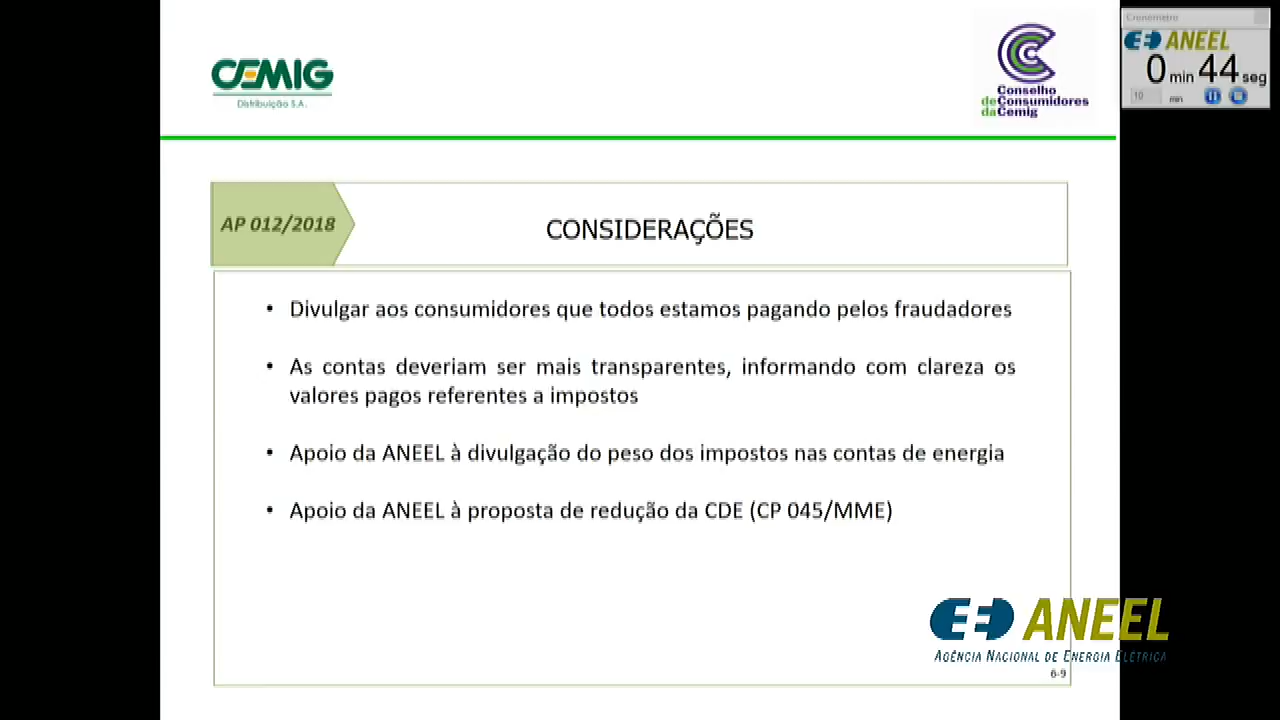 CEMIG
Distribuição S.A.
Conselho
de Consumidores
da Cemig
Cronometro
ANEEL
0 min 44 seg
10 min
AP 012/2018
CONSIDERAÇÕES
• Divulgar aos consumidores que todos estamos pagando pelos fraudadores
• As contas deveriam ser mais transparentes, informando com clareza os
valores pagos referentes a impostos
• Apoio da ANEEL à divulgação do peso dos impostos nas contas de energia
• Apoio da ANEEL à proposta de redução da CDE (CP 045/MME)
ANEEL
AGÊNCIA NACIONAL DE ENERGIA ELÉTRICA
6-9